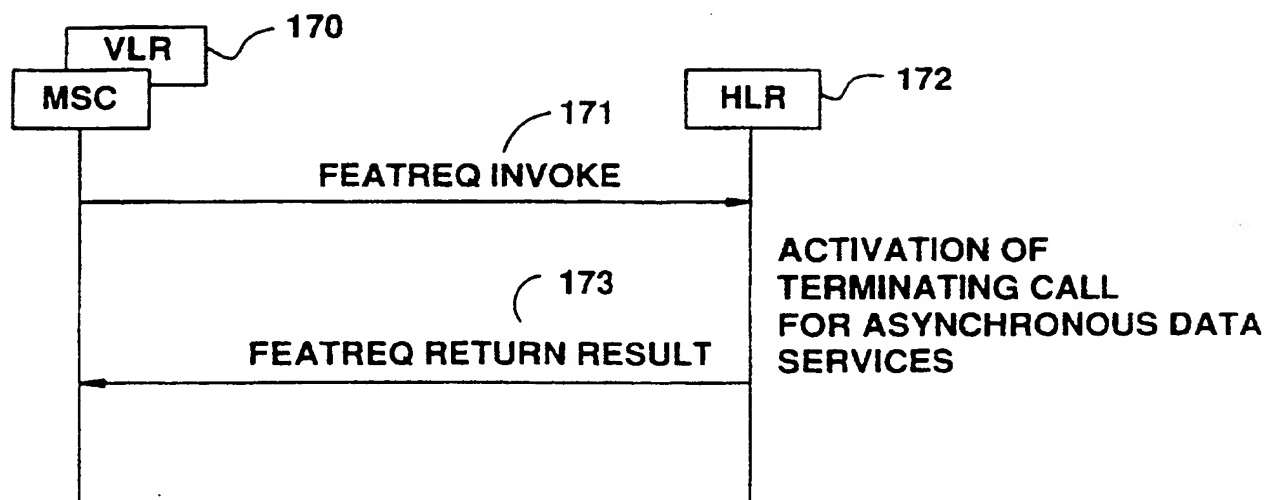 VLR
170
MSC
HLR
172
171
FEATREQ INVOKE
ACTIVATION OF
TERMINATING CALL
FOR ASYNCHRONOUS DATA
SERVICES
173
FEATREQ RETURN RESULT